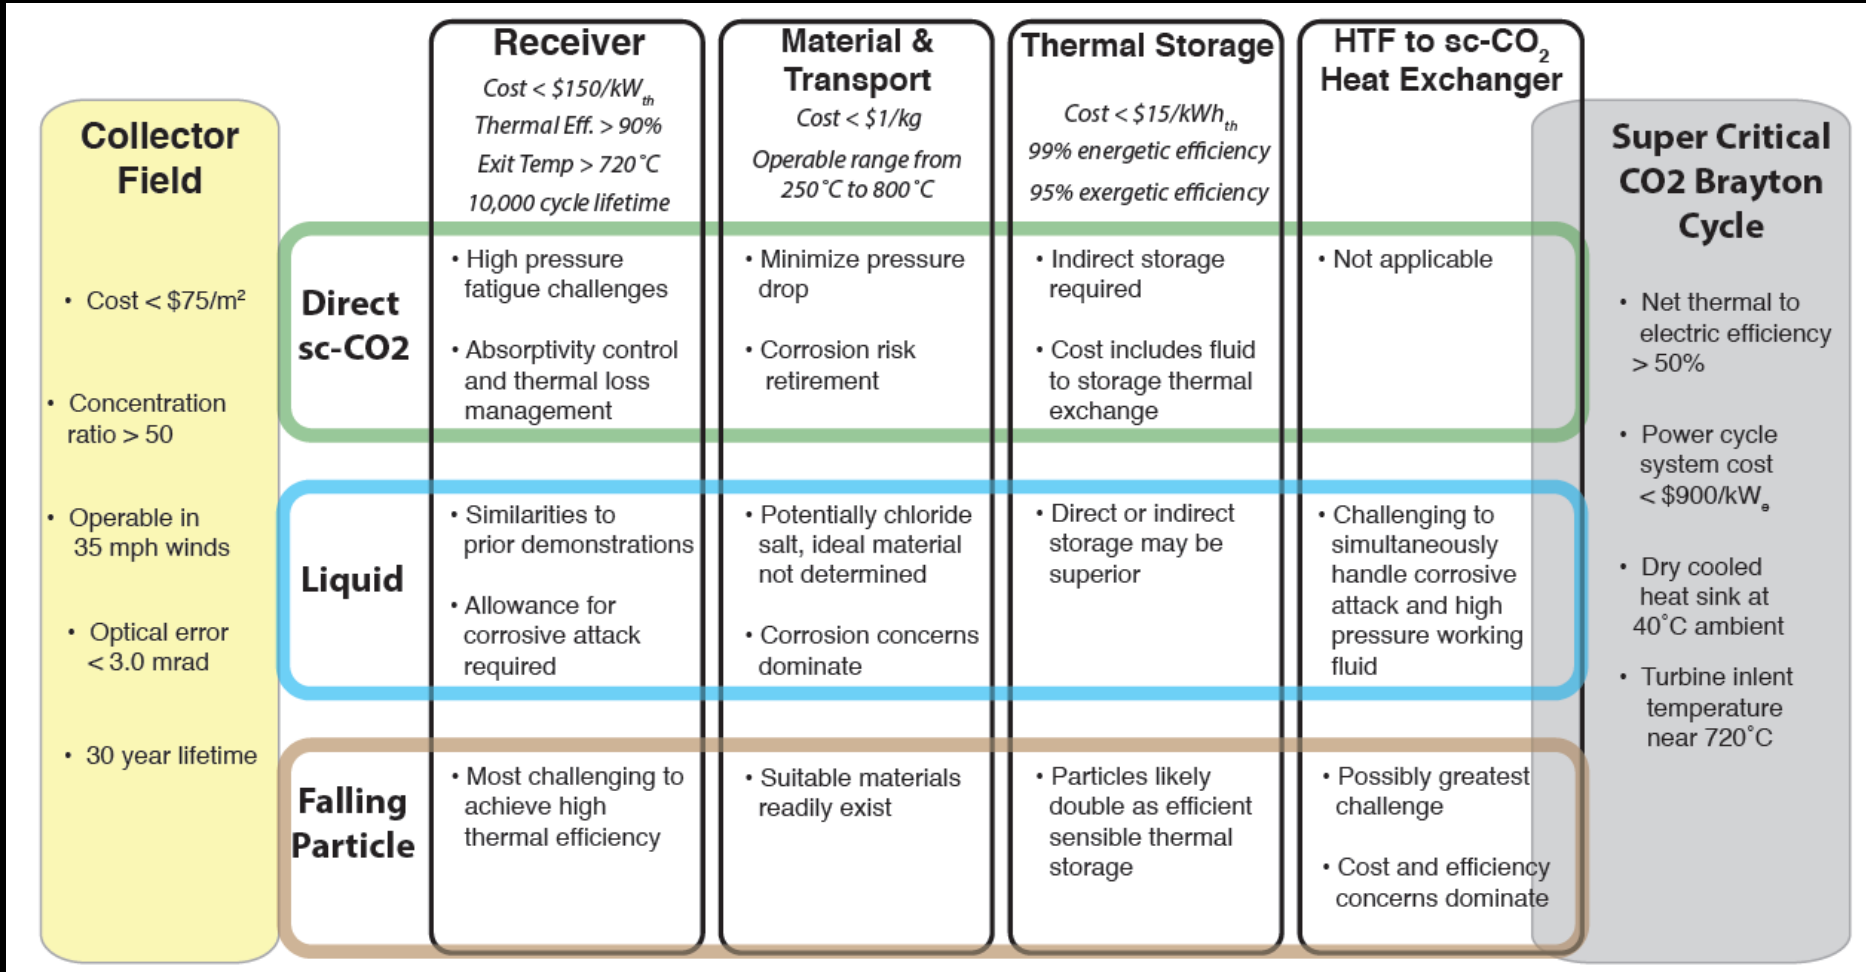 Collector
Field
• Cost < $75/m²
• Concentration
ratio > 50
• Operable in
35 mph winds
• Optical error
< 3.0 mrad
• 30 year lifetime
Receiver
Cost < $150/kWth
Thermal Eff. > 90%
Exit Temp > 720˚C
10,000 cycle lifetime
Material &
Transport
Cost < $1/kg
Operable range from
250˚C to 800˚C
Thermal Storage
Cost < $15/kWhth
99% energetic efficiency
95% exergetic efficiency
HTF to sc-CO2
Heat Exchanger
Direct
sc-CO2
• High pressure
fatigue challenges
• Absorptivity control
and thermal loss
management
• Minimize pressure
drop
• Corrosion risk
retirement
• Indirect storage
required
• Cost includes fluid
to storage thermal
exchange
• Not applicable
Liquid
• Similarities to
prior demonstrations
• Allowance for
corrosive attack
required
• Potentially chloride
salt, ideal material
not determined
• Corrosion concerns
dominate
• Direct or indirect
storage may be
superior
• Challenging to
simultaneously
handle corrosive
attack and high
pressure working
fluid
Falling
Particle
• Most challenging to
achieve high
thermal efficiency
• Suitable materials
readily exist
• Particles likely
double as efficient
sensible thermal
storage
• Possibly greatest
challenge
• Cost and efficiency
concerns dominate
Super Critical
CO2 Brayton
Cycle
• Net thermal to
electric efficiency
> 50%
• Power cycle
system cost
< $900/kWe
• Dry cooled
heat sink at
40˚C ambient
• Turbine inlent
temperature
near 720˚C